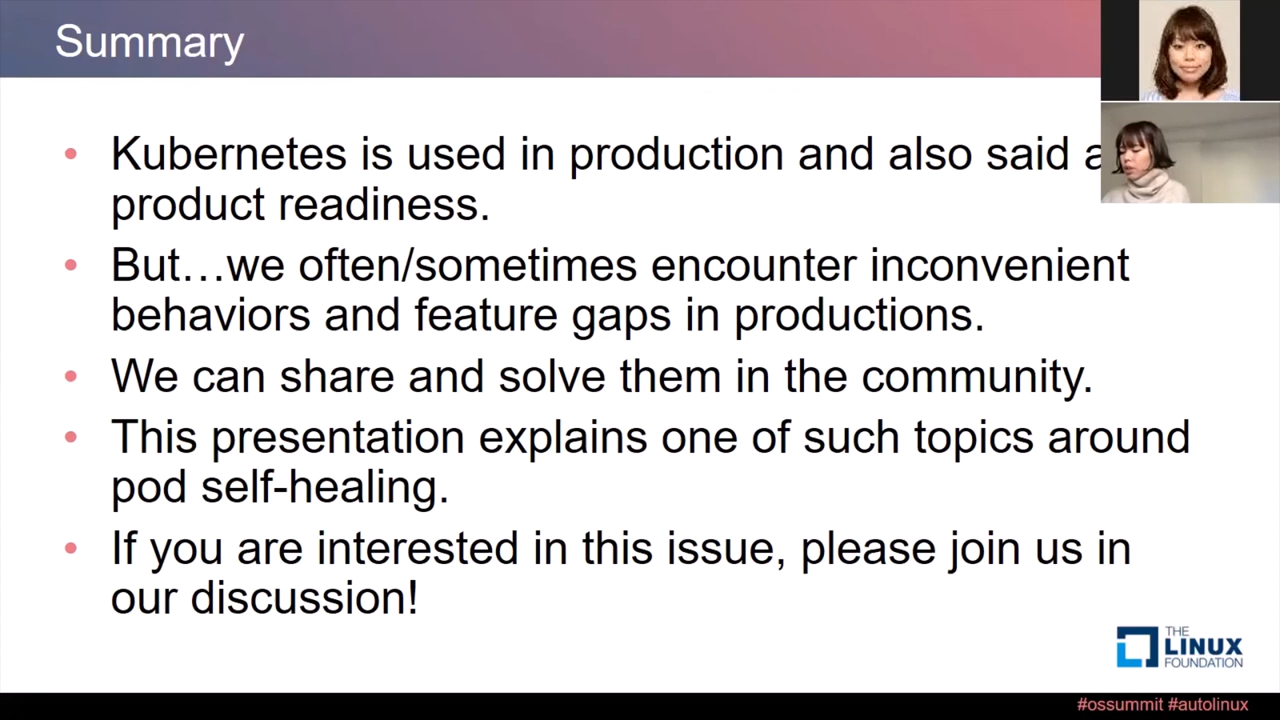 Summary
• Kubernetes is used in production and also said a
product readiness.
• But…we often/sometimes encounter inconvenient
behaviors and feature gaps in productions.
• We can share and solve them in the community.
• This presentation explains one of such topics around
pod self-healing.
• If you are interested in this issue, please join us in
our discussion!
THE
LINUX
FOUNDATION
#ossummit #autolinux